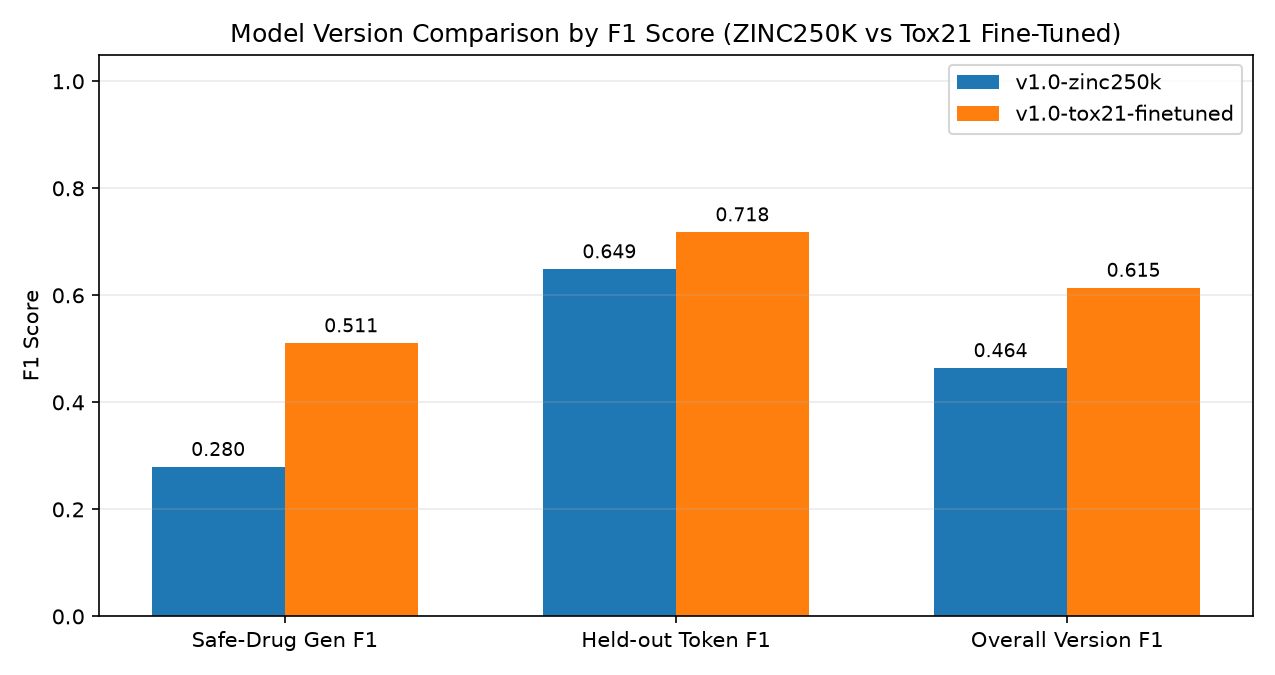 Model Version Comparison by F1 Score (ZINC250K vs Tox21 Fine-Tuned)
v1.0-zinc250k
v1.0-tox21-finetuned
F1 Score
1.0
0.8
0.6
0.4
0.2
0.0
0.280
0.511
0.649
0.718
0.464
0.615
Safe-Drug Gen F1
Held-out Token F1
Overall Version F1